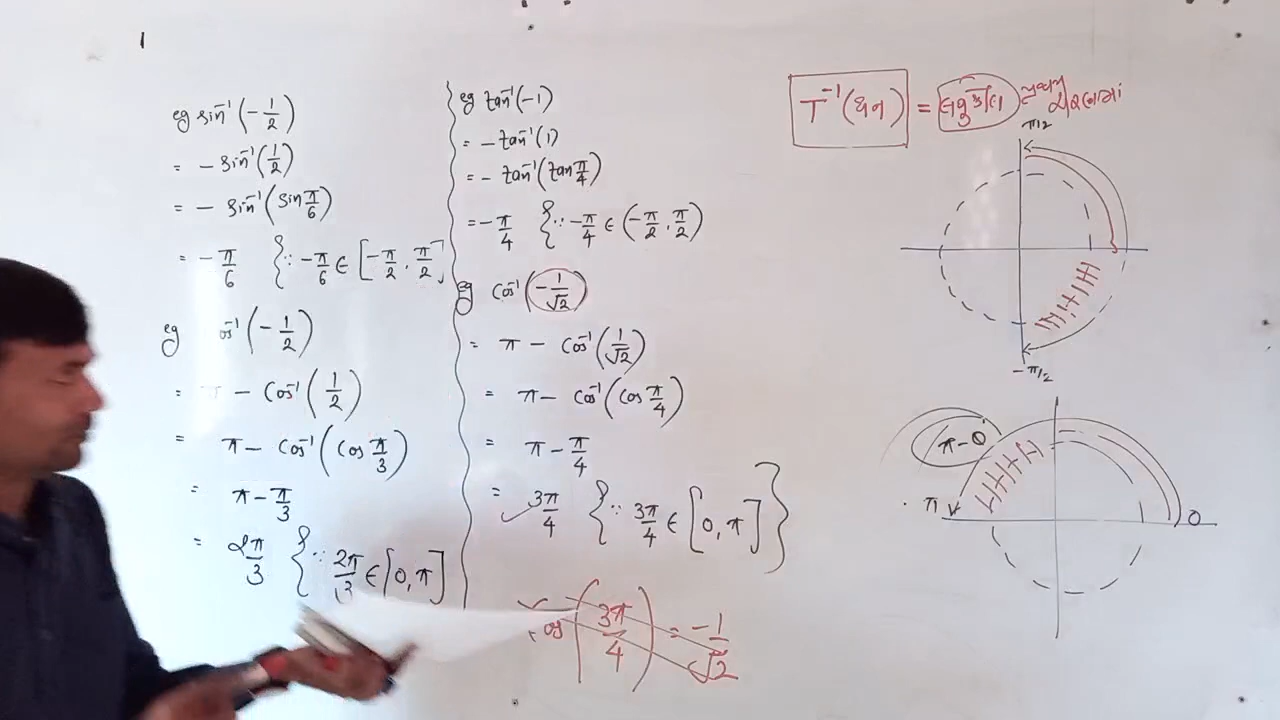 eg sin⁻¹(-1/2)
= - sin⁻¹(1/2)
= - sin⁻¹(sin π/6)
= - π/6 {∵ -π/6 ∈ [-π/2, π/2]
eg cos⁻¹(-1/2)
= π - cos⁻¹(1/2)
= π - cos⁻¹(cos π/3)
= π - π/3
= 2π/3 {∵ 2π/3 ∈ [0, π]
eg tan⁻¹(-1)
= - tan⁻¹(1)
= - tan⁻¹(tan π/4)
= - π/4 {∵ -π/4 ∈ (-π/2, π/2)
eg cos⁻¹(-1/√2)
= π - cos⁻¹(1/√2)
= π - cos⁻¹(cos π/4)
= π - π/4
= 3π/4 {∵ 3π/4 ∈ [0, π]}
cos(3π/4) = -1/√2
T⁻¹(ધન) =
π/2
-π/2
π-θ
π
0